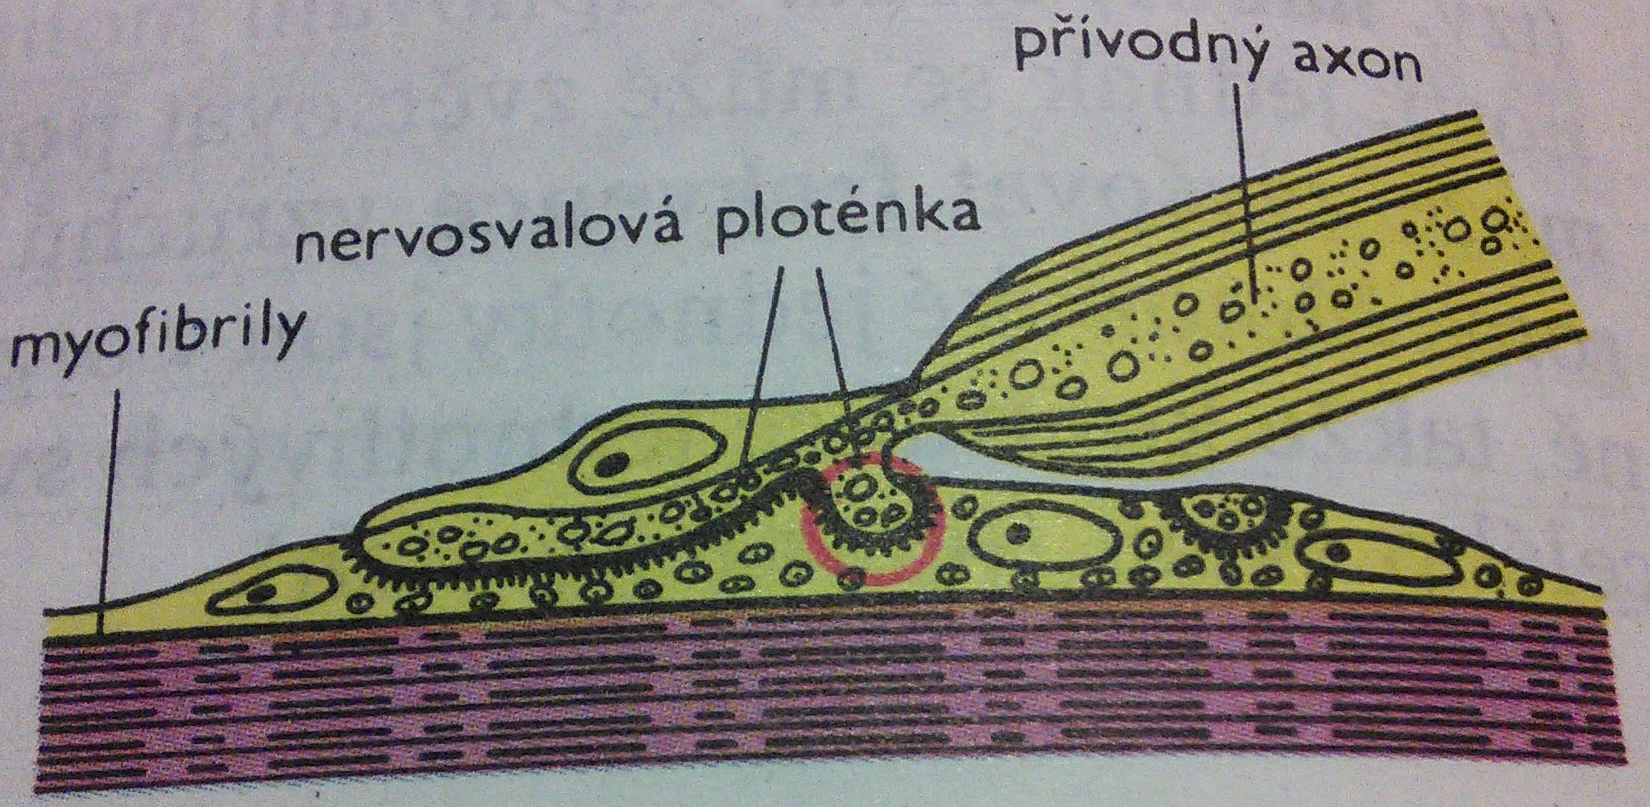 přívodný axon
nervosvalová ploténka
myofibrily